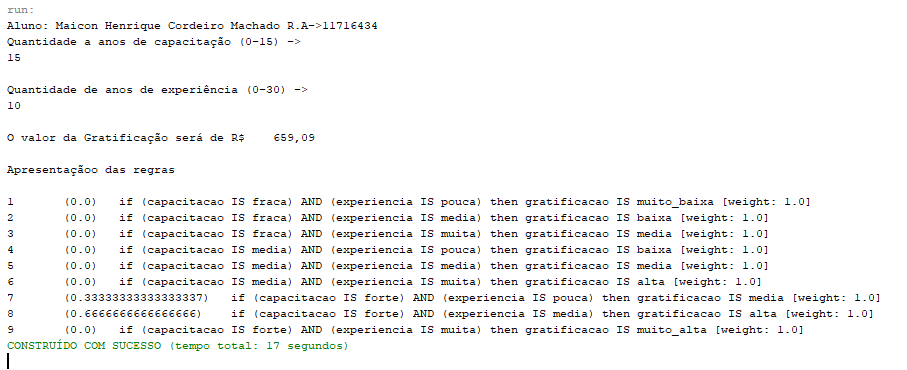 run:
Aluno: Maicon Henrique Cordeiro Machado R.A->11716434
Quantidade a anos de capacitação (0-15) ->
15
Quantidade de anos de experiência (0-30) ->
10
O valor da Gratificação será de R$    659,09
Apresentaçãoo das regras
1       (0.0)   if (capacitacao IS fraca) AND (experiencia IS pouca) then gratificacao IS muito_baixa [weight: 1.0]
2       (0.0)   if (capacitacao IS fraca) AND (experiencia IS media) then gratificacao IS baixa [weight: 1.0]
3       (0.0)   if (capacitacao IS fraca) AND (experiencia IS muita) then gratificacao IS media [weight: 1.0]
4       (0.0)   if (capacitacao IS media) AND (experiencia IS pouca) then gratificacao IS baixa [weight: 1.0]
5       (0.0)   if (capacitacao IS media) AND (experiencia IS media) then gratificacao IS media [weight: 1.0]
6       (0.0)   if (capacitacao IS media) AND (experiencia IS muita) then gratificacao IS alta [weight: 1.0]
7       (0.33333333333333337)   if (capacitacao IS forte) AND (experiencia IS pouca) then gratificacao IS media [weight: 1.0]
8       (0.6666666666666666)    if (capacitacao IS forte) AND (experiencia IS media) then gratificacao IS alta [weight: 1.0]
9       (0.0)   if (capacitacao IS forte) AND (experiencia IS muita) then gratificacao IS muito_alta [weight: 1.0]
CONSTRUÍDO COM SUCESSO (tempo total: 17 segundos)